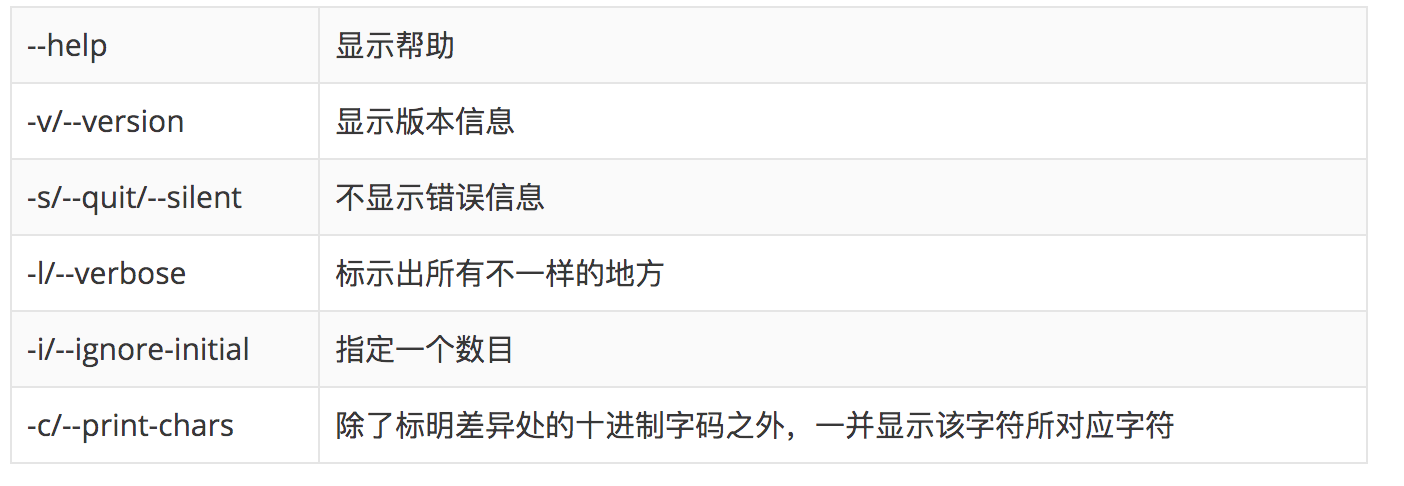 --help 显示帮助
-v/--version 显示版本信息
-s/--quit/--silent 不显示错误信息
-l/--verbose 标示出所有不一样的地方
-i/--ignore-initial 指定一个数目
-c/--print-chars 除了标明差异处的十进制字码之外，一并显示该字符所对应字符